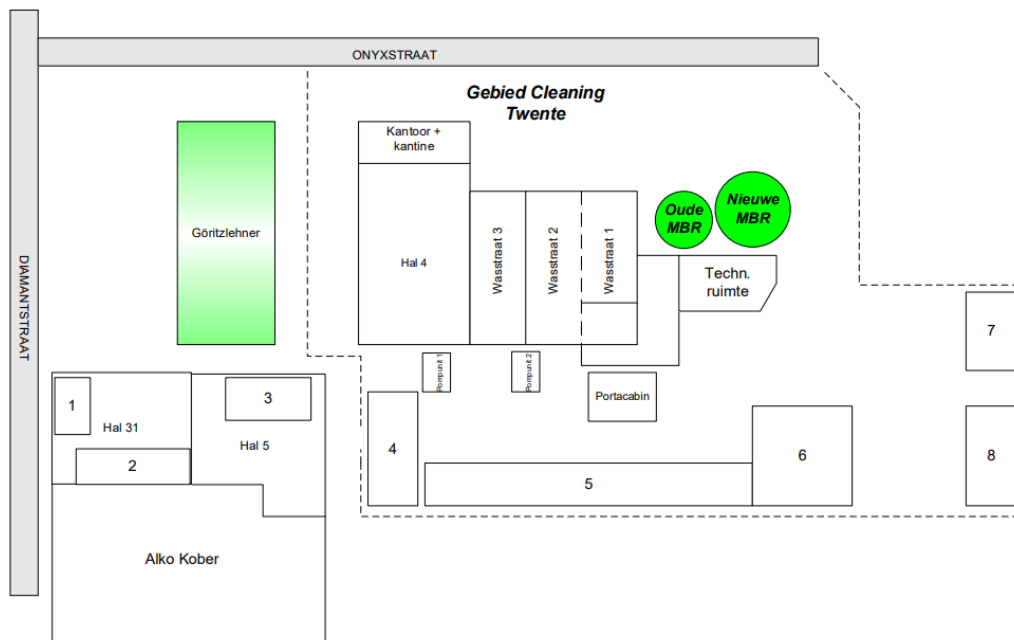 ONYXSTRAAT
Gebied Cleaning
Twente
Kantoor +
kantine
Oude
MBR
Nieuwe
MBR
Göritzlehner
Hal 4
Wasstraat 3
Wasstraat 2
Wasstraat 1
Techn.
ruimte
DIAMANTSTRAAT
7
Pompunit 1
Pompunit 2
Portacabin
1
3
Hal 31
Hal 5
2
4
5
6
8
Alko Kober